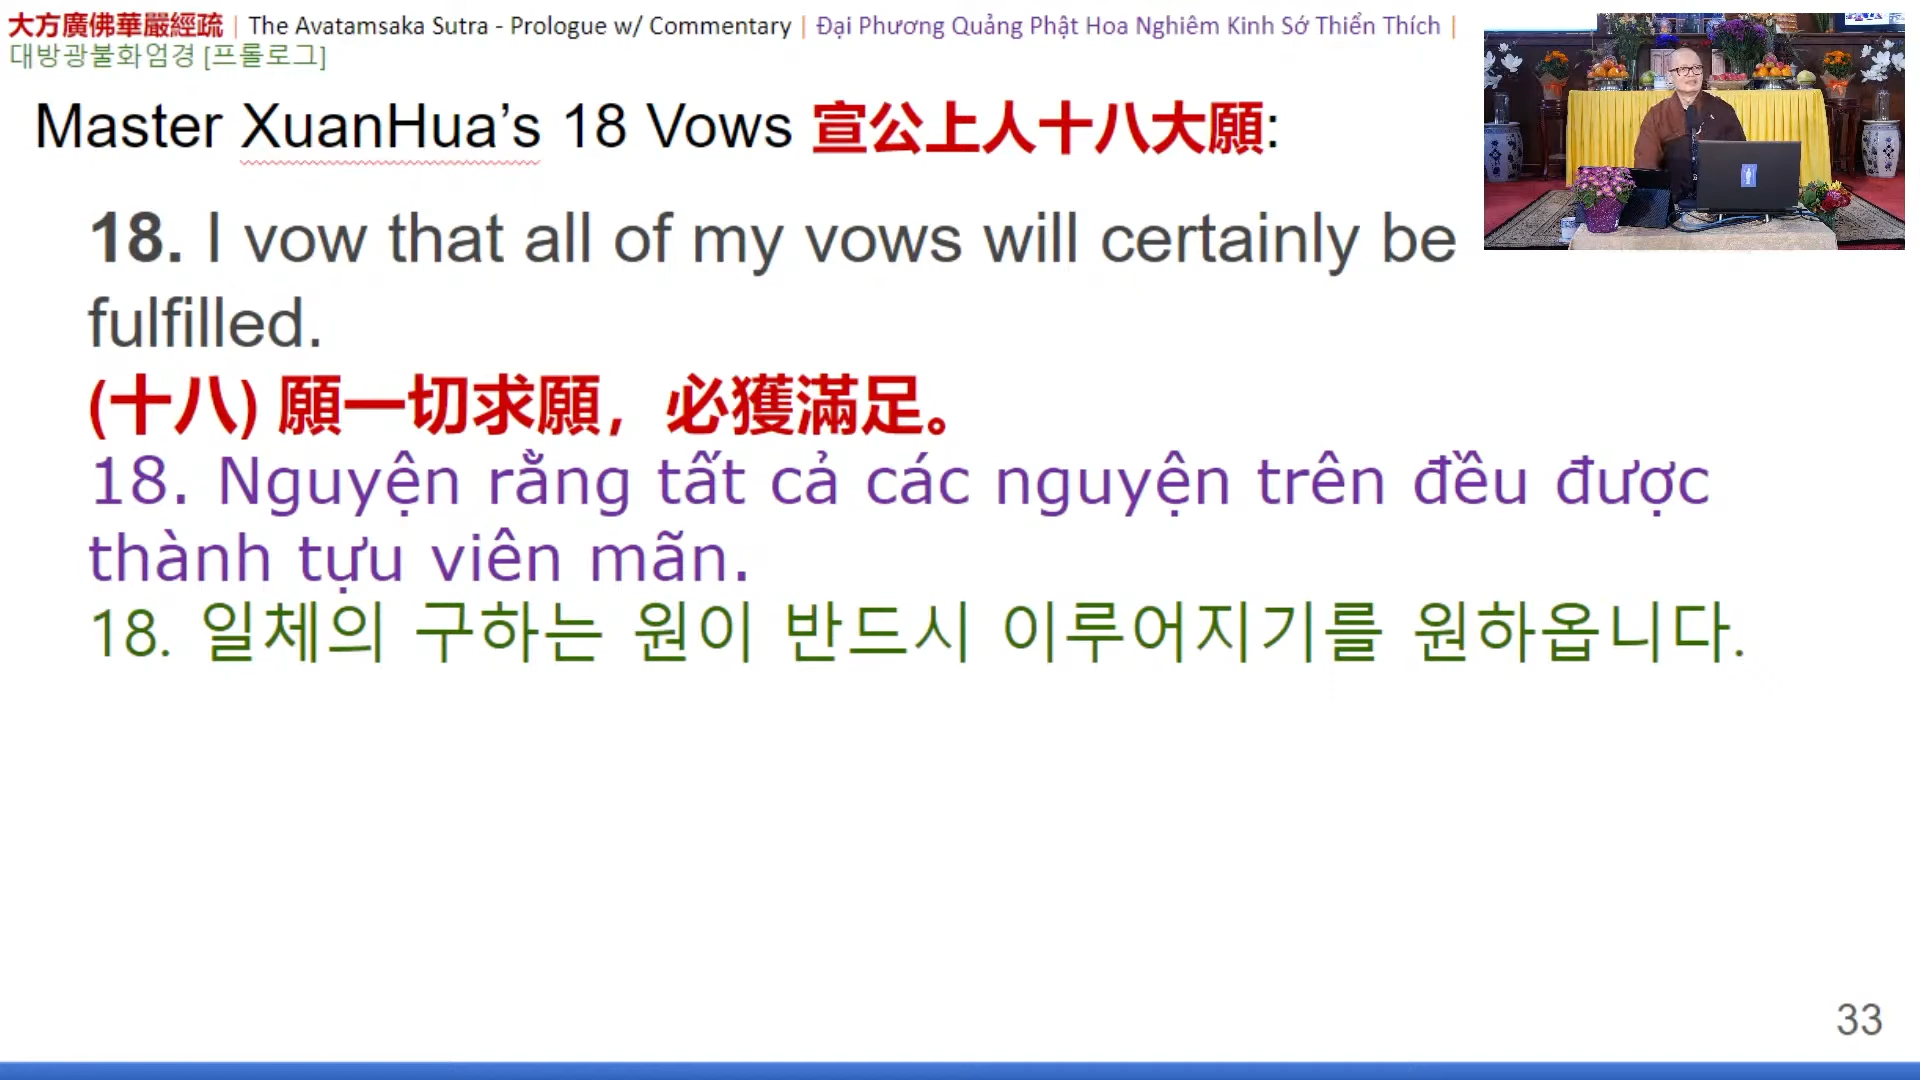 大方廣佛華嚴經疏 | The Avatamsaka Sutra - Prologue w/ Commentary | Đại Phương Quảng Phật Hoa Nghiêm Kinh Sớ Thiển Thích |
대방광불화엄경 [프롤로그]
Master XuanHua’s 18 Vows 宣公上人十八大願:
18. I vow that all of my vows will certainly be
fulfilled.
(十八) 願一切求願，必獲滿足。
18. Nguyện rằng tất cả các nguyện trên đều được
thành tựu viên mãn.
18. 일체의 구하는 원이 반드시 이루어지기를 원하옵니다.
33